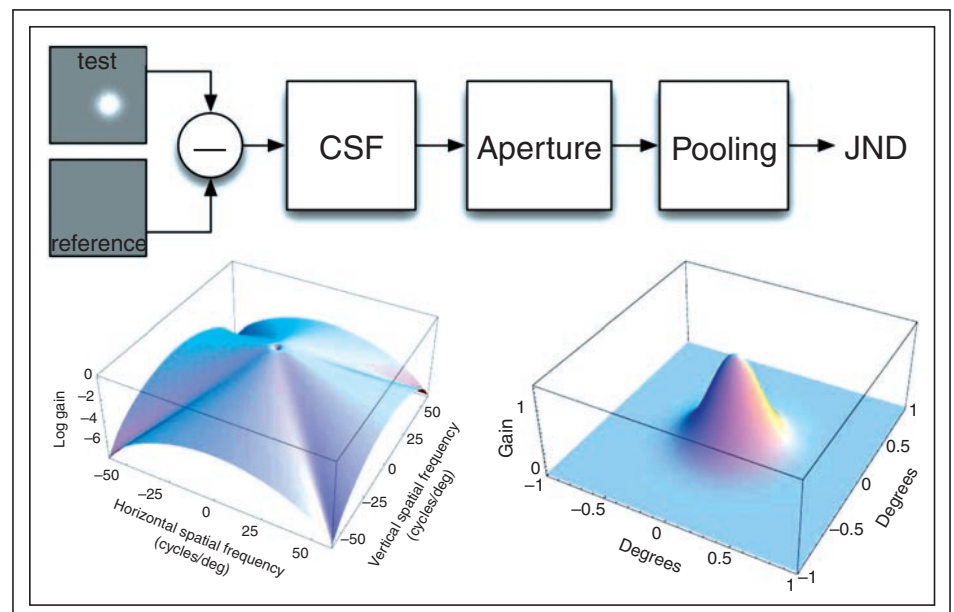 test
reference
CSF
Aperture
Pooling
JND
Log gain
0
−2
−4
−6
−50
−25
0
25
50
Horizontal spatial frequency
(cycles/deg)
−50
−25
0
25
50
Vertical spatial frequency
(cycles/deg)
Gain
1
0
−1
−0.5
0
0.5
1
Degrees
−1
−0.5
0
0.5
1
Degrees